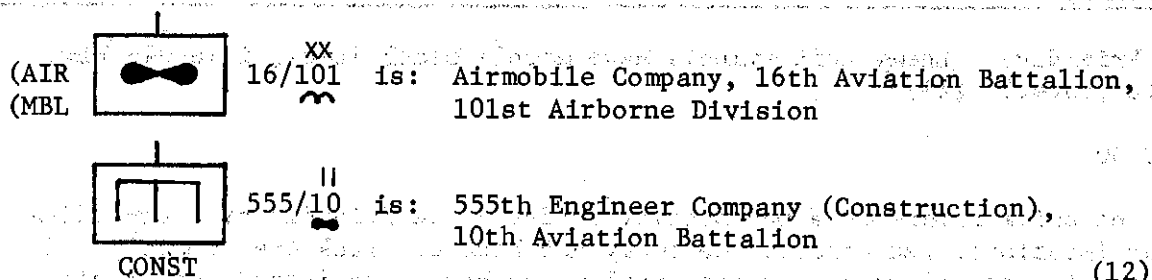 XX
(AIR 16/101 is: Airmobile Company, 16th Aviation Battalion,
(MBL 101st Airborne Division
II
555/10 is: 555th Engineer Company (Construction),
10th Aviation Battalion
CONST
(12)